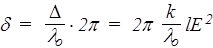 δ = Δ/λ₀ · 2π = 2π k/λ₀ lE²